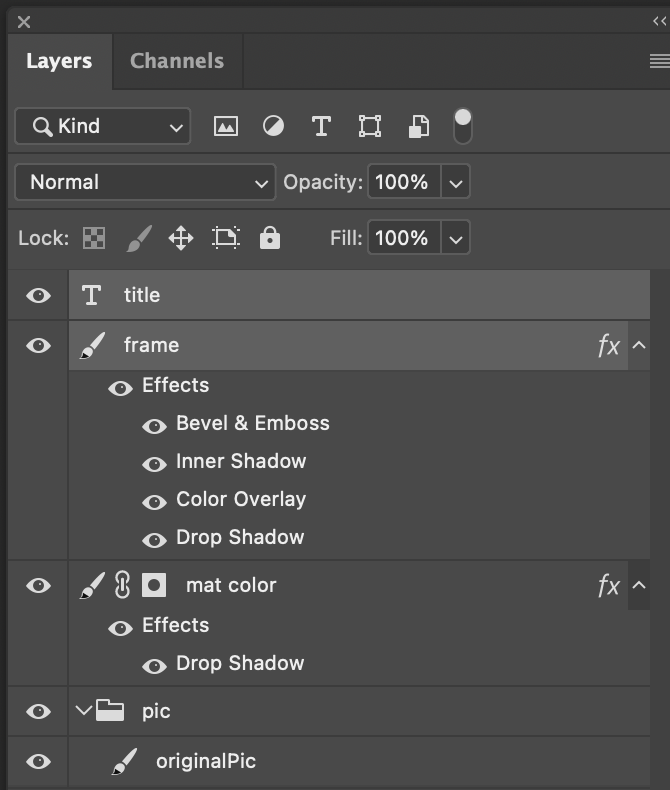 Layers Channels
Kind
Normal Opacity: 100%
Lock: Fill: 100%
title
frame fx
Effects
Bevel & Emboss
Inner Shadow
Color Overlay
Drop Shadow
mat color fx
Effects
Drop Shadow
pic
originalPic